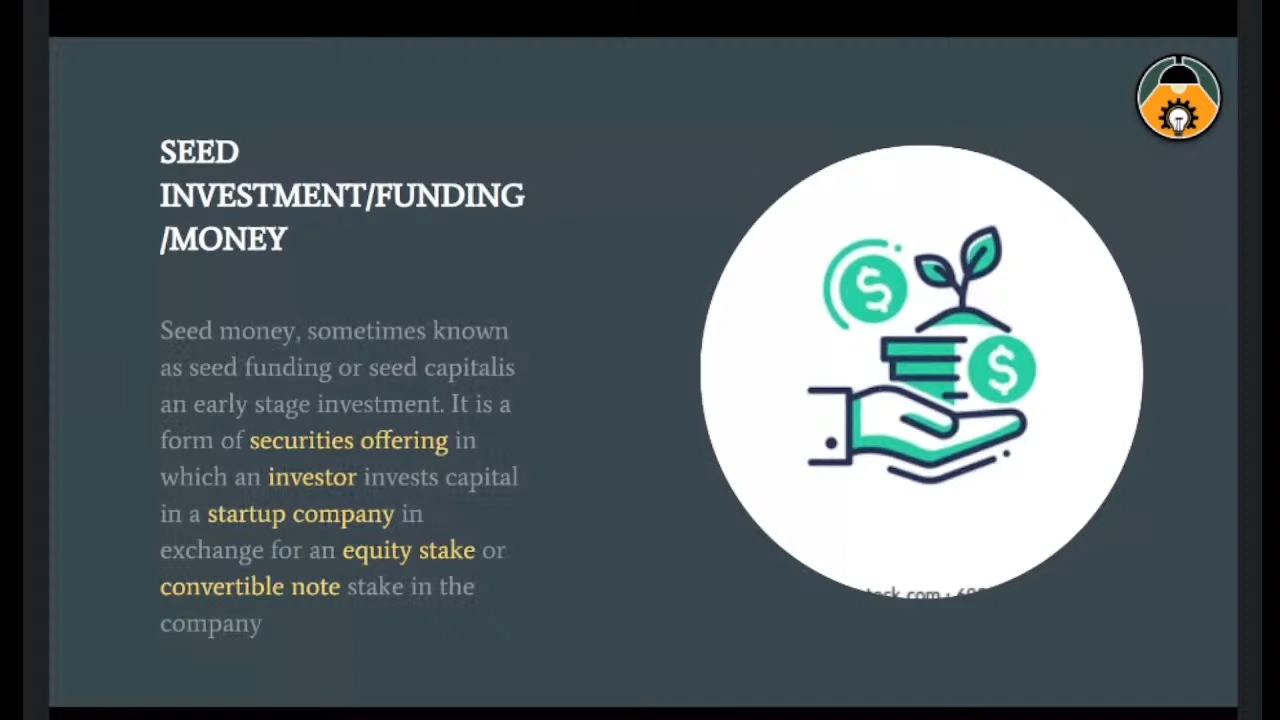 SEED
INVESTMENT/FUNDING
/MONEY
Seed money, sometimes known
as seed funding or seed capitalis
an early stage investment. It is a
form of securities offering in
which an investor invests capital
in a startup company in
exchange for an equity stake or
convertible note stake in the
company
$
$